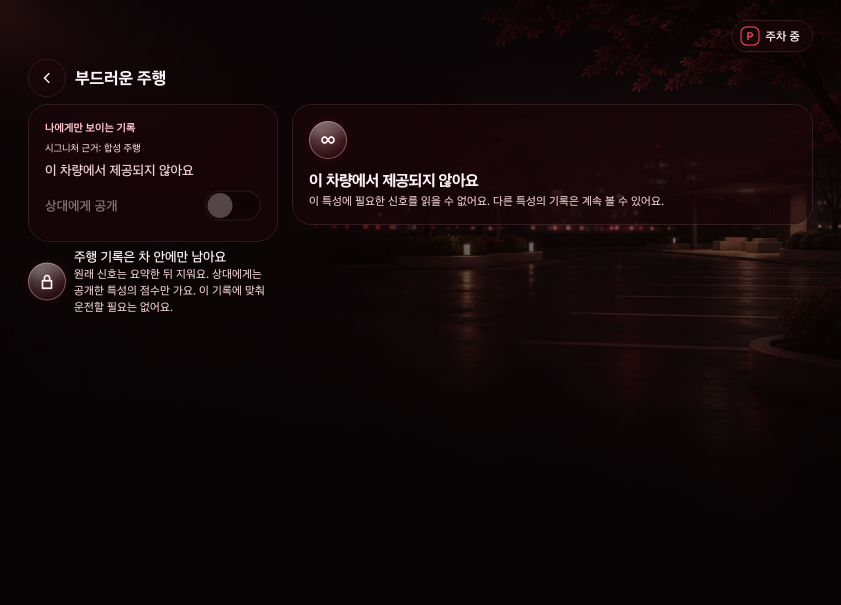 P 주차 중
부드러운 주행
나에게만 보이는 기록
시그니처 근거: 합성 주행
이 차량에서 제공되지 않아요
상대에게 공개
∞
이 차량에서 제공되지 않아요
이 특성에 필요한 신호를 읽을 수 없어요. 다른 특성의 기록은 계속 볼 수 있어요.
주행 기록은 차 안에만 남아요
원래 신호는 요약한 뒤 지워요. 상대에게는
공개한 특성의 점수만 가요. 이 기록에 맞춰
운전할 필요는 없어요.